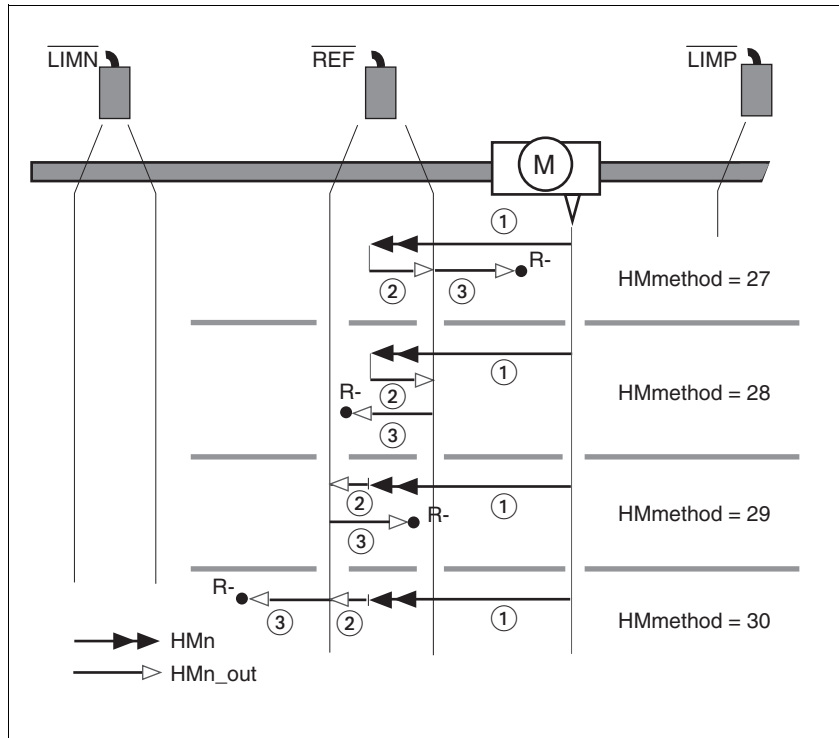 LIMN REF LIMP
M
①
R-
② ③
HMmethod = 27
①
②
R-
HMmethod = 28
③
② ①
R-
HMmethod = 29
③
R-
③ ② ①
HMmethod = 30
HMn
HMn_out